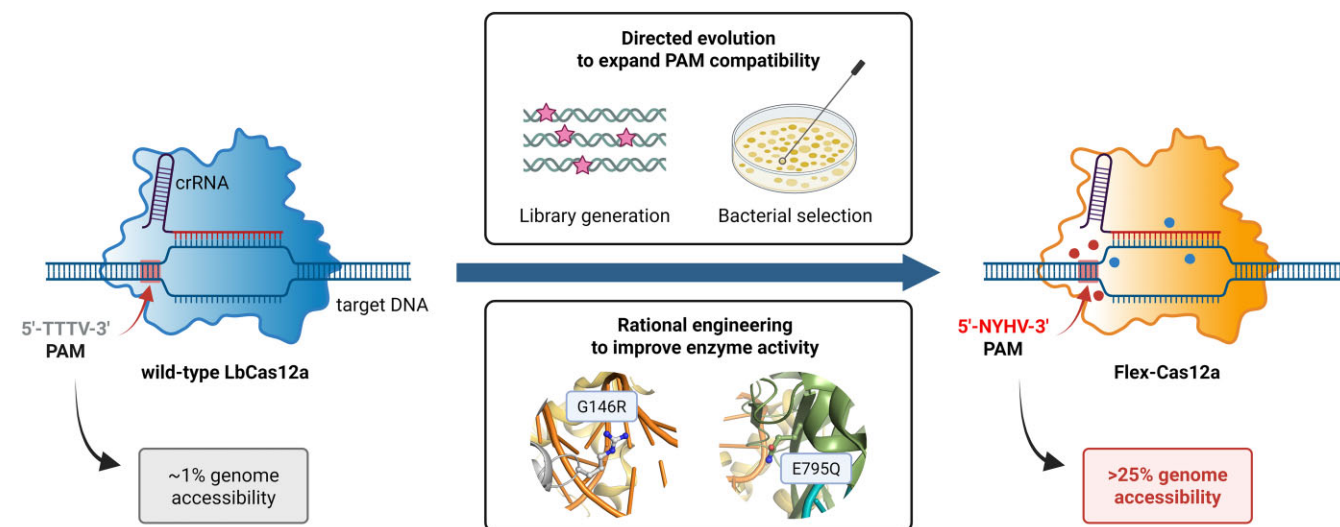 Directed evolution
to expand PAM compatibility
Library generation
Bacterial selection
crRNA
target DNA
5'-TTTV-3'
PAM
wild-type LbCas12a
~1% genome
accessibility
Rational engineering
to improve enzyme activity
G146R
E795Q
5'-NYHV-3'
PAM
Flex-Cas12a
>25% genome
accessibility